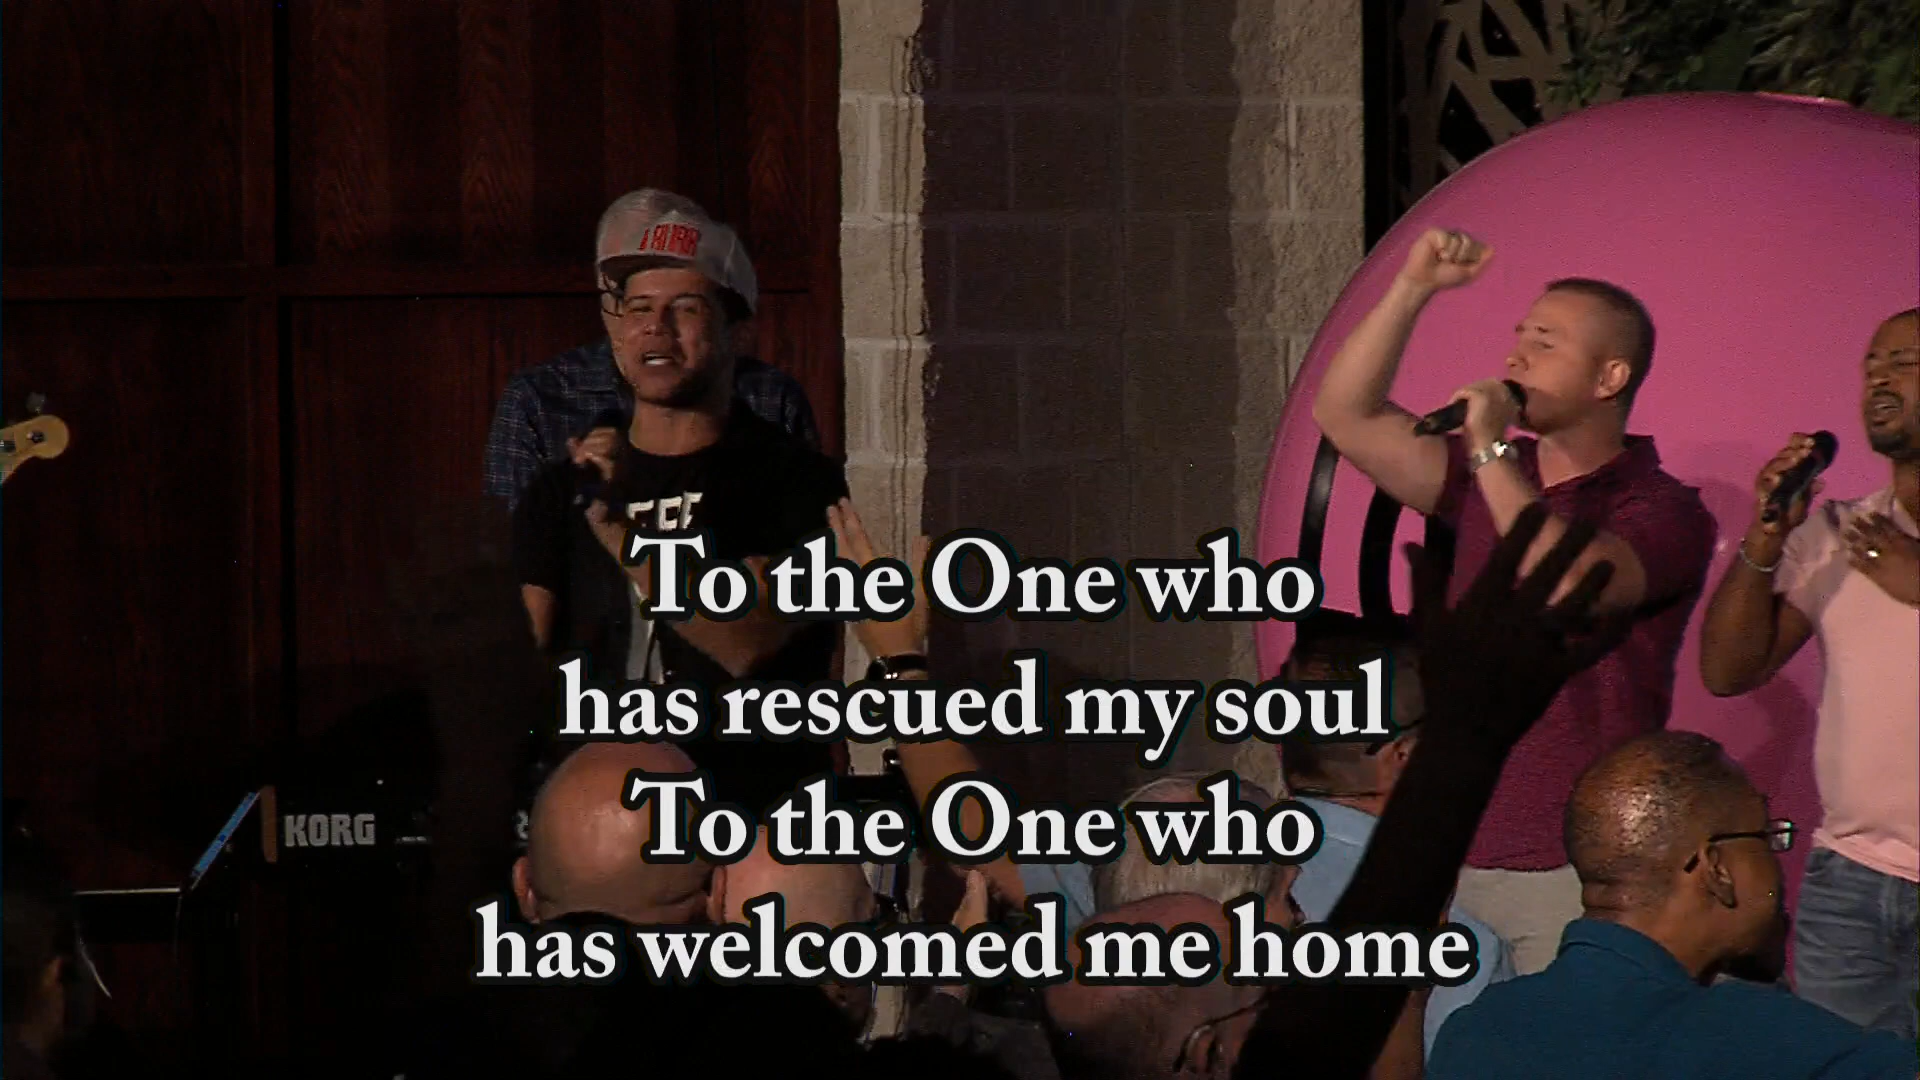 To the One who
has rescued my soul
To the One who
has welcomed me home
KORG